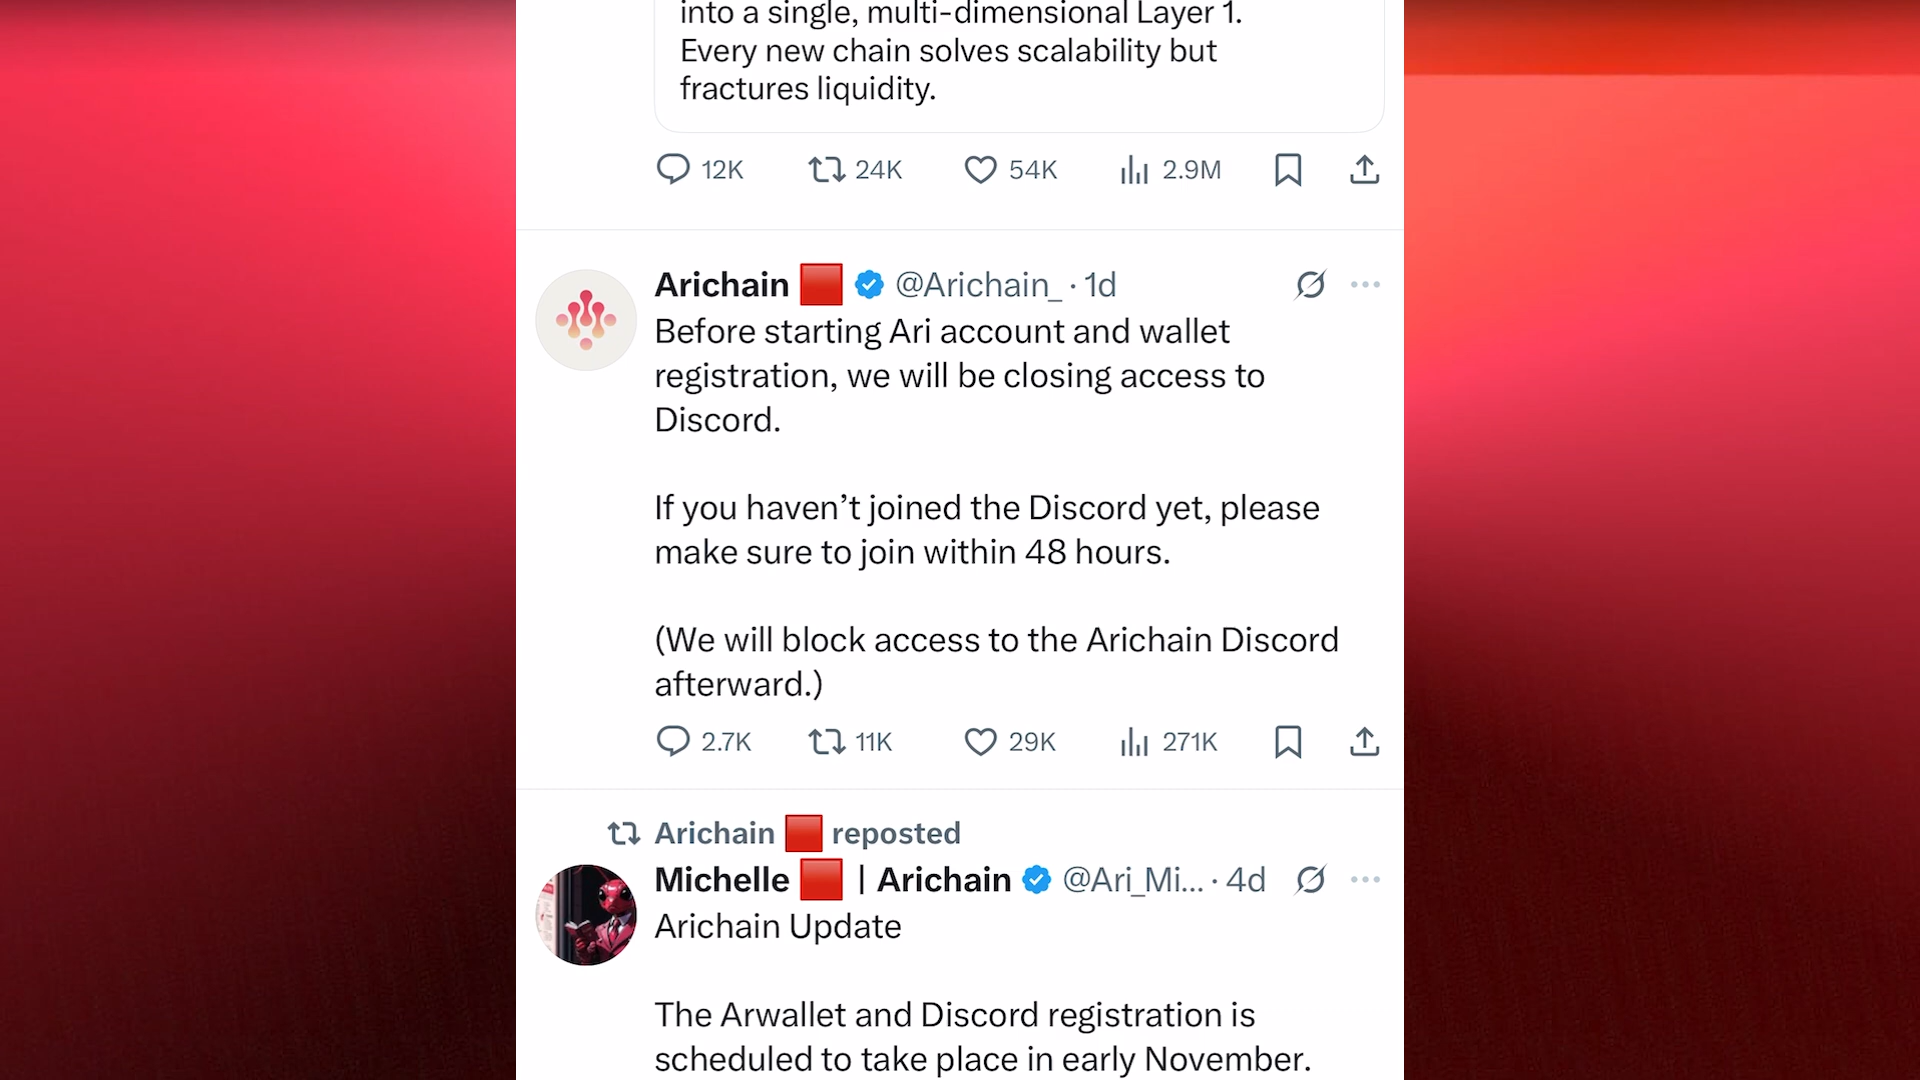 into a single, multi-dimensional Layer 1.
Every new chain solves scalability but
fractures liquidity.
12K 24K 54K 2.9M
Arichain 🟥 @Arichain_ · 1d
Before starting Ari account and wallet
registration, we will be closing access to
Discord.
If you haven’t joined the Discord yet, please
make sure to join within 48 hours.
(We will block access to the Arichain Discord
afterward.)
2.7K 11K 29K 271K
Arichain 🟥 reposted
Michelle 🟥 | Arichain @Ari_Mi... · 4d
Arichain Update
The Arwallet and Discord registration is
scheduled to take place in early November.